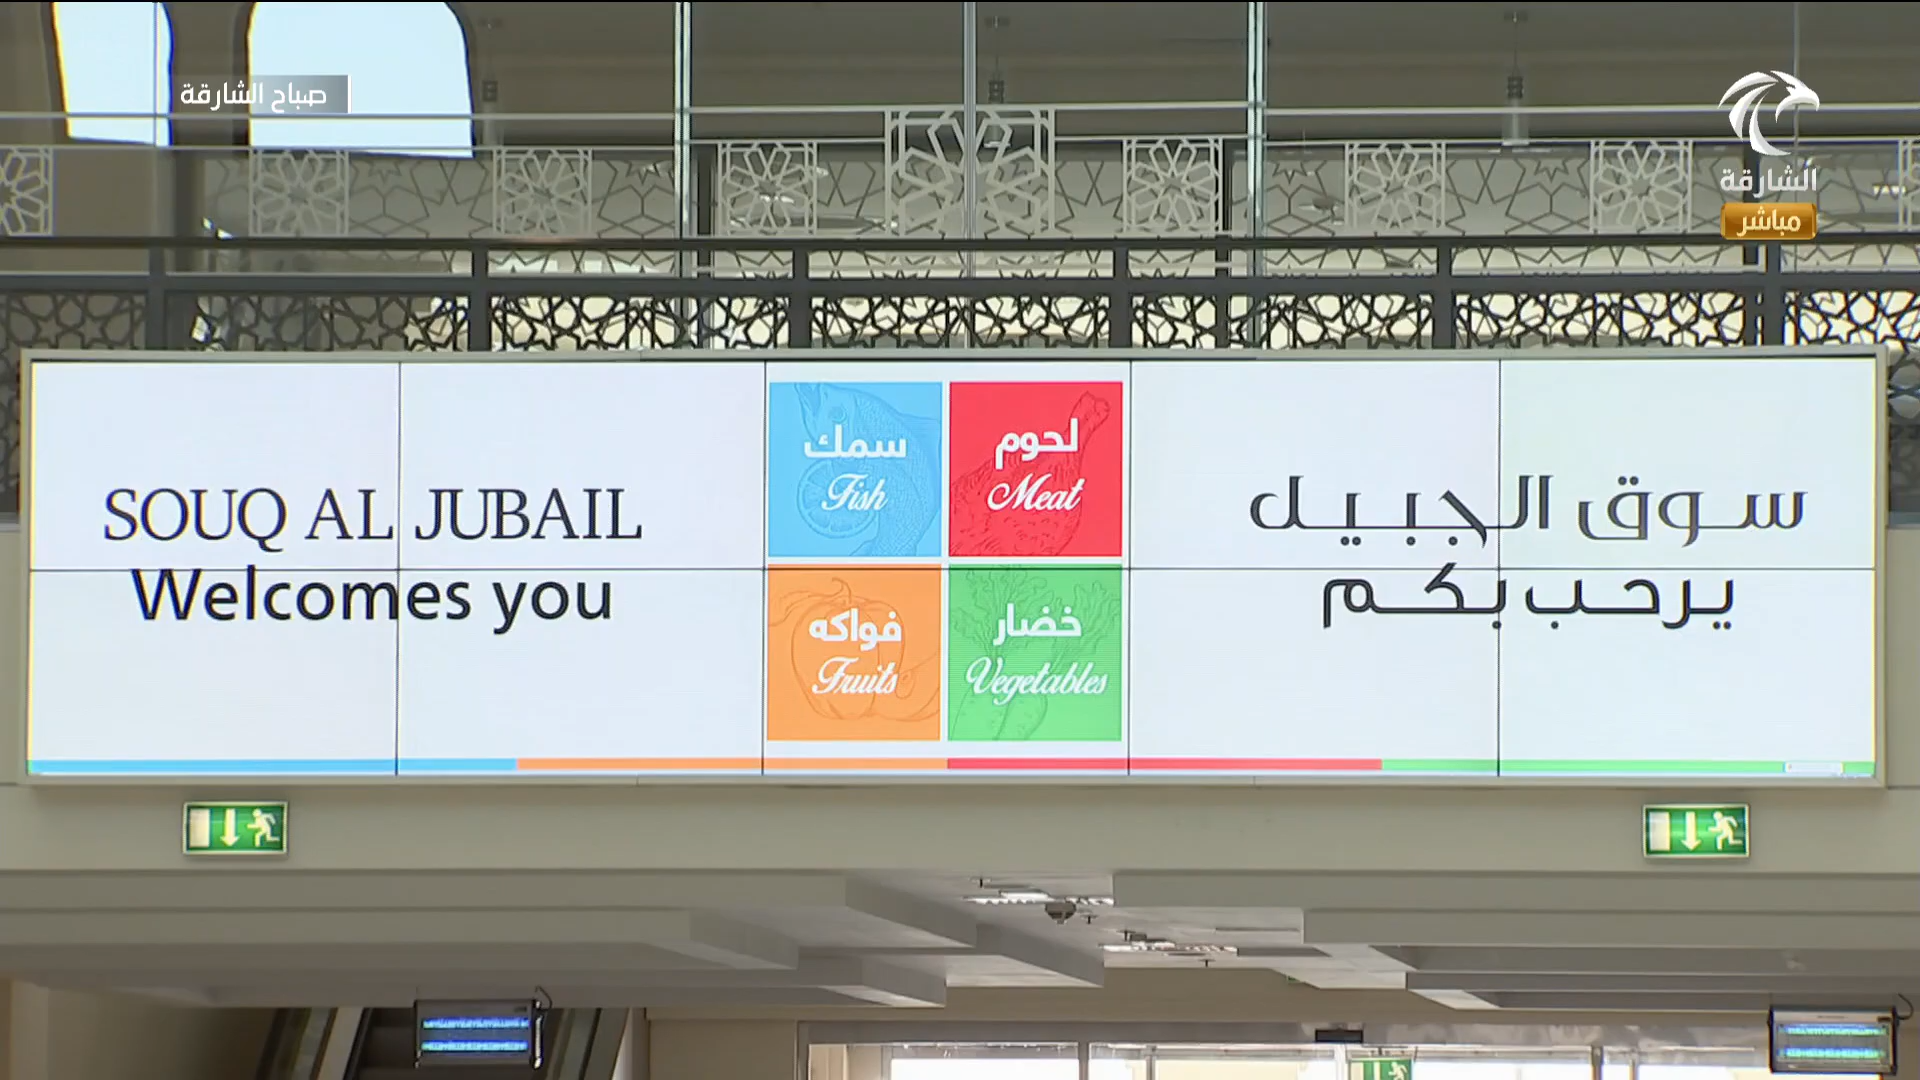 صباح الشارقة
الشارقة
مباشر
SOUQ AL JUBAIL
Welcomes you
سمك
Fish
لحوم
Meat
فواكه
Fruits
خضار
Vegetables
سوق الجبيل
يرحب بكم